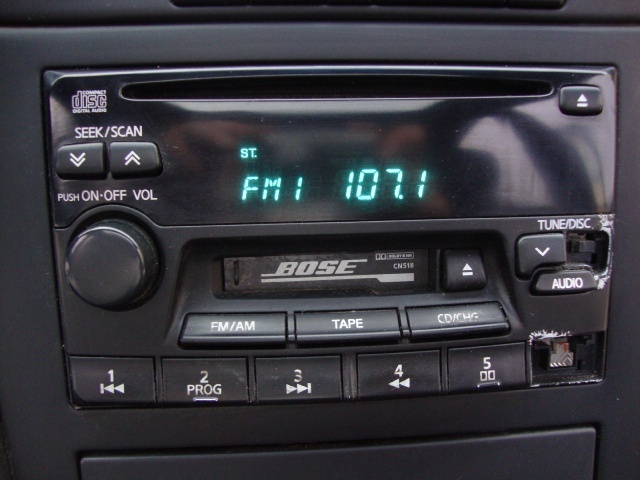 COMPACT
disc
DIGITAL AUDIO
SEEK/SCAN
PUSH ON·OFF VOL
ST.
FM1 107.1
TUNE/DISC
AUDIO
BOSE
CN518
FM/AM
TAPE
CD/CHG
1
2
PROG
3
4
5